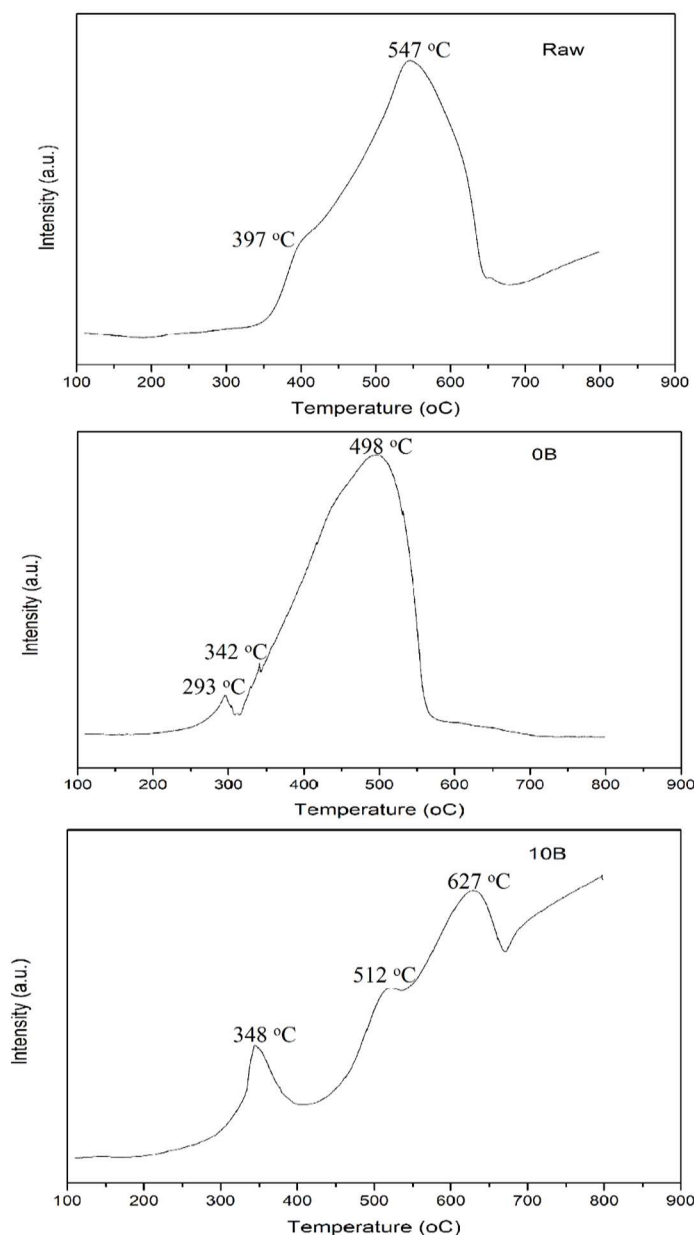 547 °C
Raw
397 °C
Intensity (a.u.)
100 200 300 400 500 600 700 800 900
Temperature (oC)
498 °C
0B
342 °C
293 °C
Intensity (a.u.)
100 200 300 400 500 600 700 800 900
Temperature (oC)
10B
627 °C
512 °C
348 °C
Intensity (a.u.)
100 200 300 400 500 600 700 800 900
Temperature (oC)